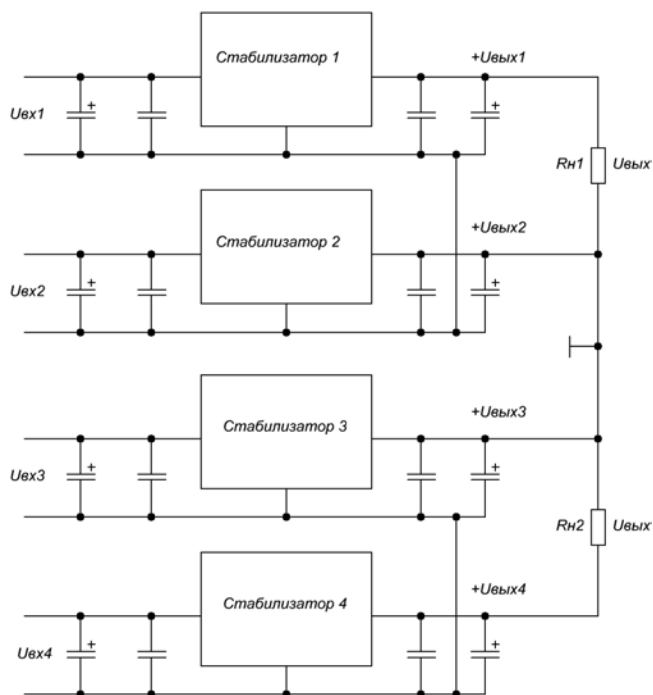 Стабилизатор 1
+Uвых1
Uвх1
+
+
Rн1
Uвых
Стабилизатор 2
+Uвых2
Uвх2
+
+
Стабилизатор 3
+Uвых3
Uвх3
+
+
Rн2
Uвых
Стабилизатор 4
+Uвых4
Uвх4
+
+